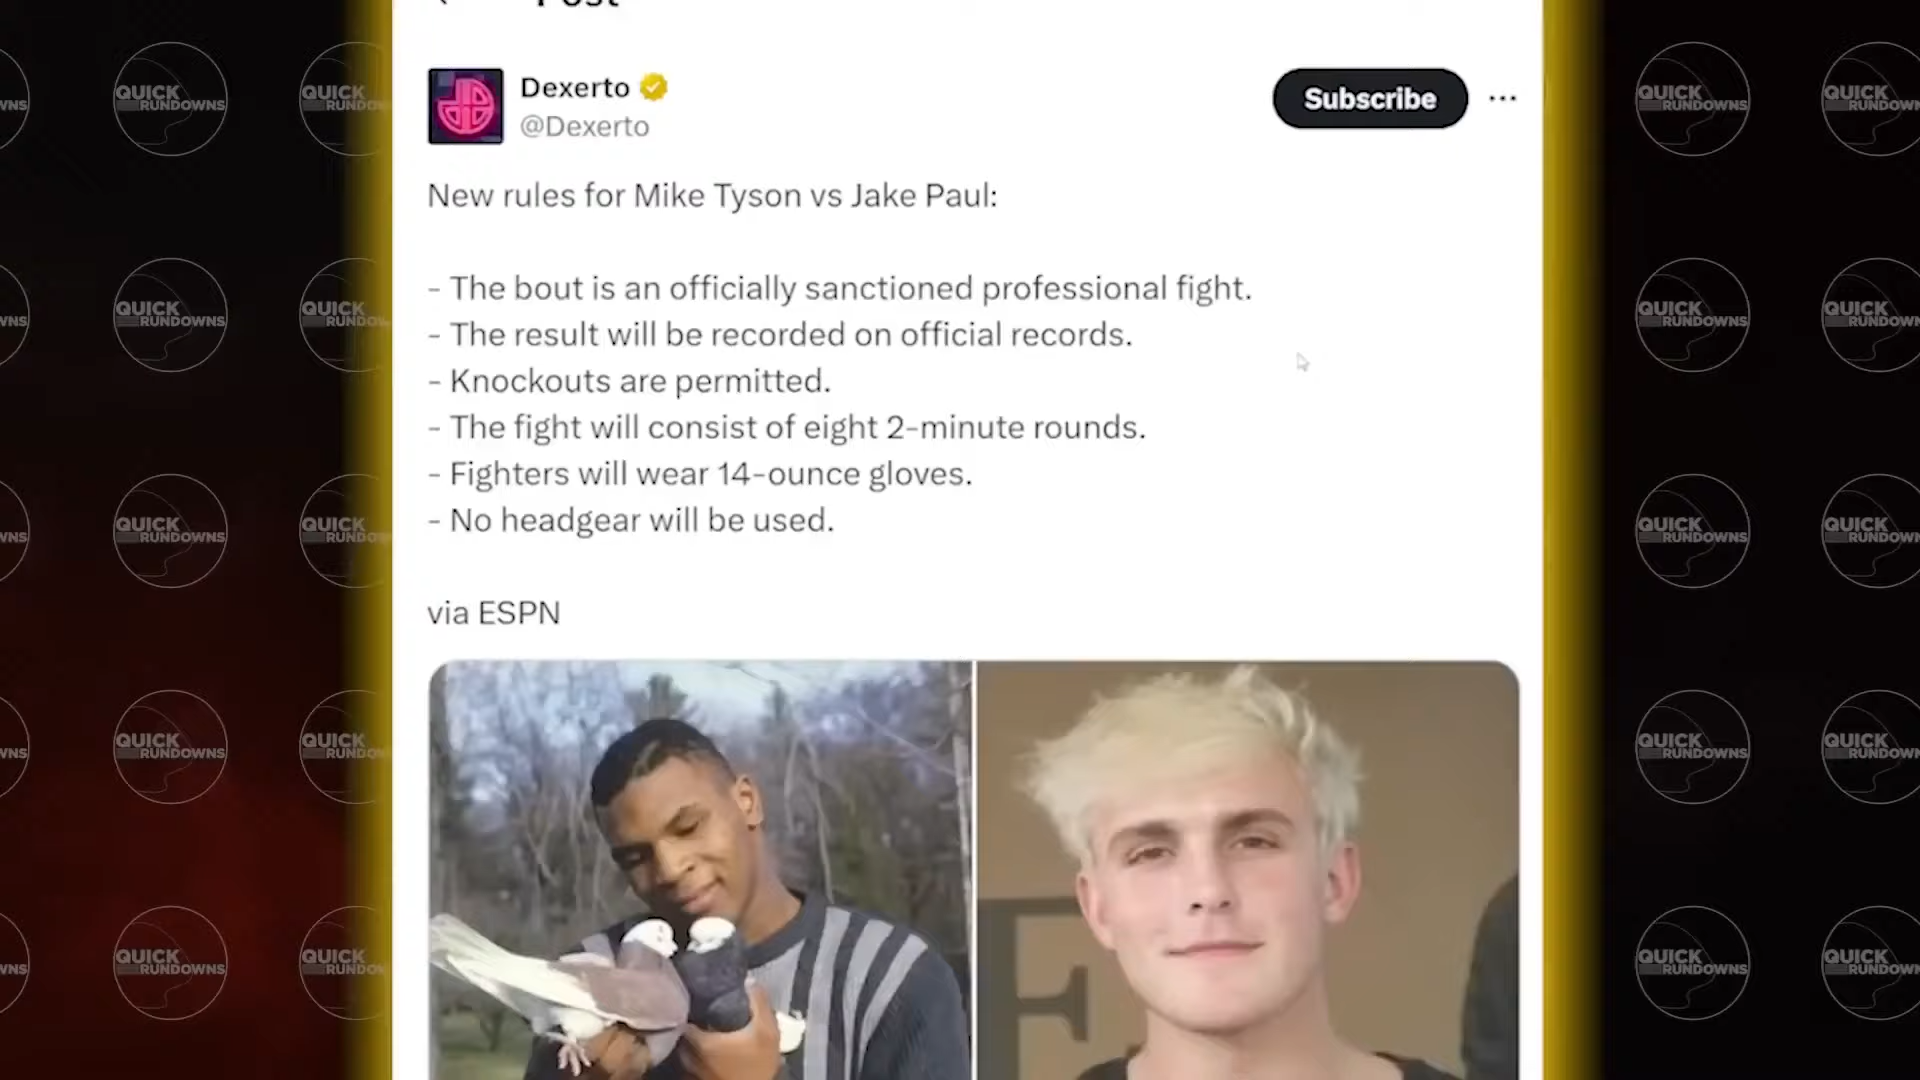 Post
Dexerto
@Dexerto
Subscribe
New rules for Mike Tyson vs Jake Paul:
- The bout is an officially sanctioned professional fight.
- The result will be recorded on official records.
- Knockouts are permitted.
- The fight will consist of eight 2-minute rounds.
- Fighters will wear 14-ounce gloves.
- No headgear will be used.
via ESPN
QUICK
RUNDOWNS